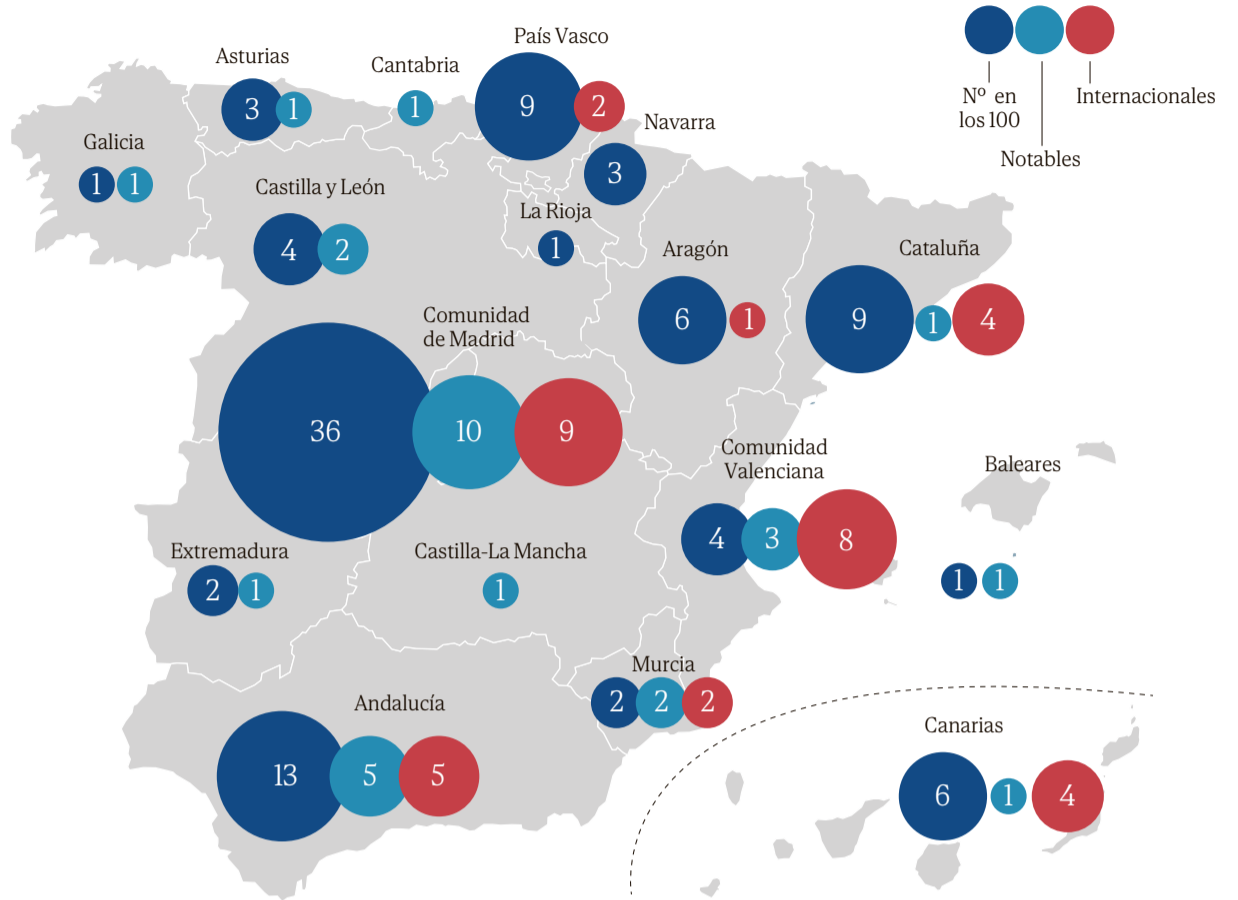 Nº en
los 100
Notables
Internacionales
Asturias
3
1
Cantabria
1
País Vasco
9
2
Navarra
3
Galicia
1
1
Castilla y León
4
2
La Rioja
1
Aragón
6
1
Cataluña
9
1
4
Comunidad
de Madrid
36
10
9
Comunidad
Valenciana
4
3
8
Baleares
1
1
Extremadura
2
1
Castilla-La Mancha
1
Murcia
2
2
2
Andalucía
13
5
5
Canarias
6
1
4